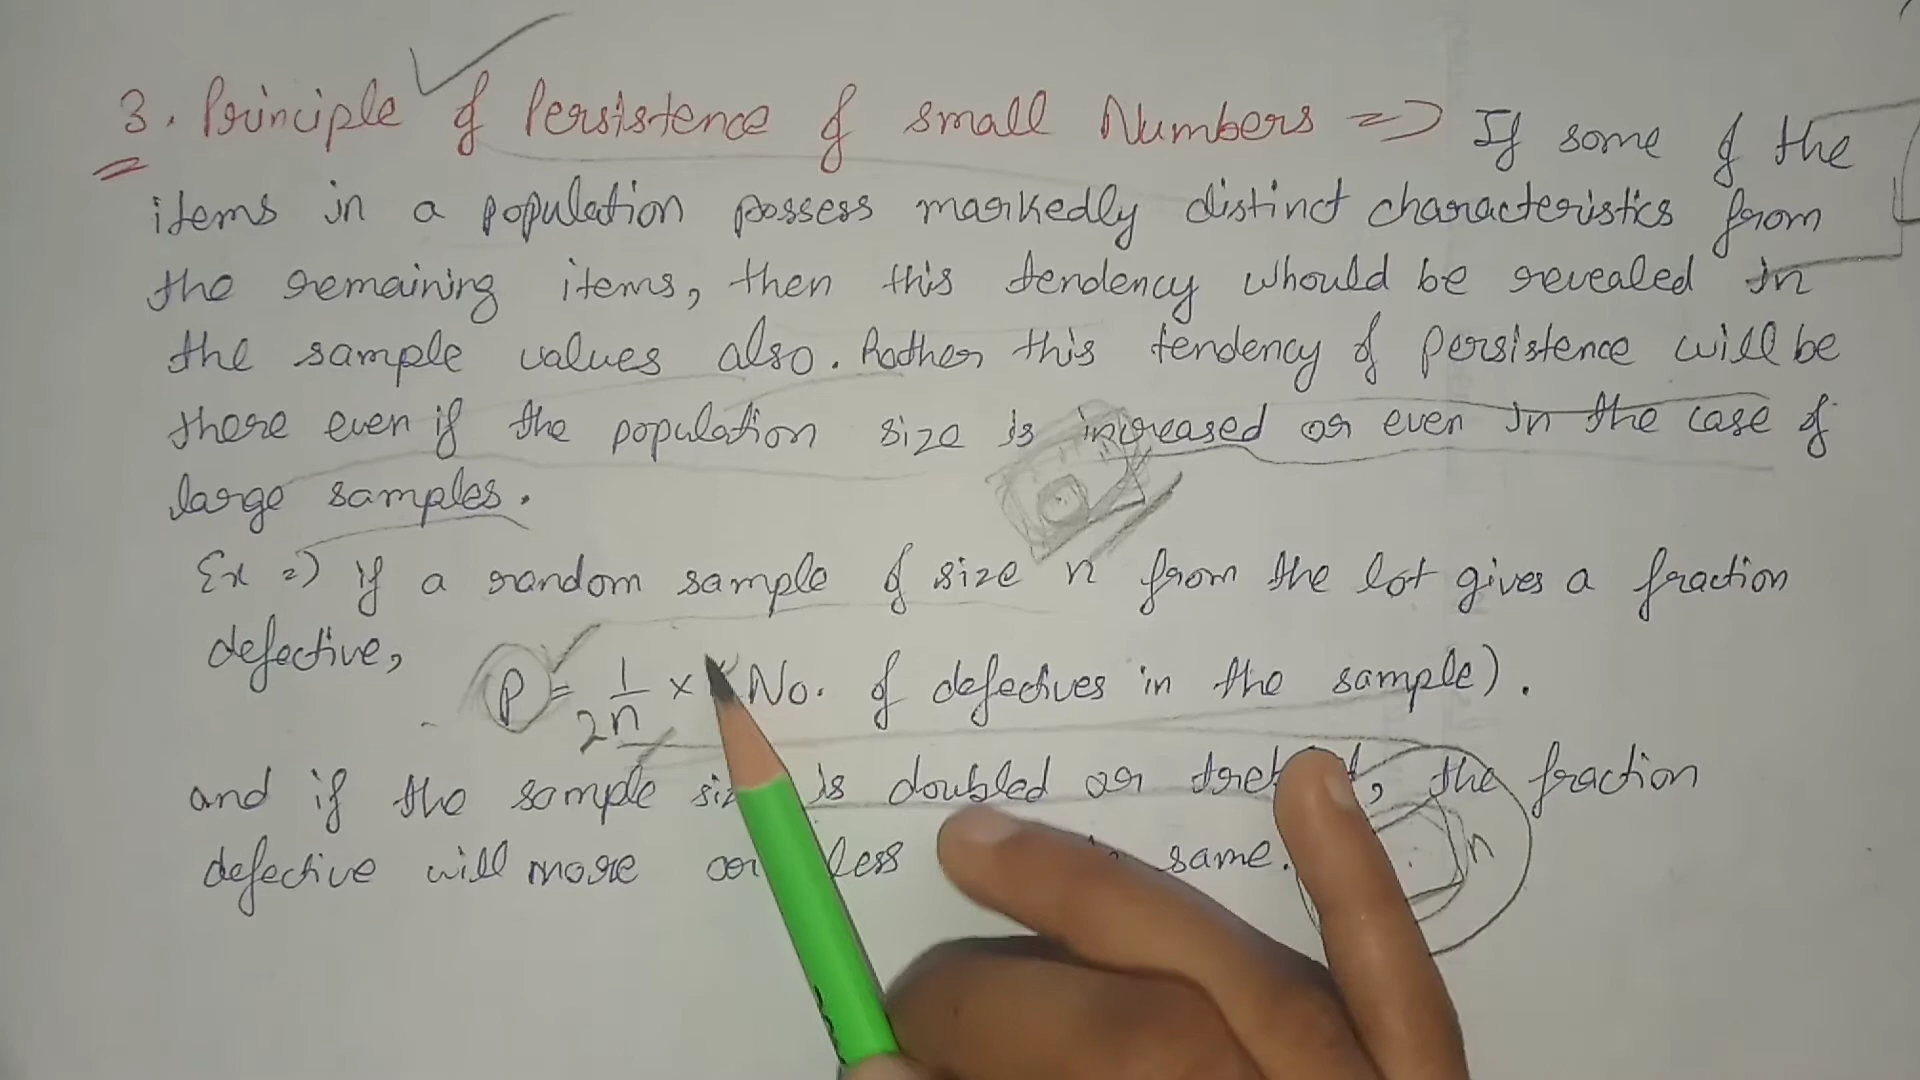 3. Principle of Persistence of small Numbers => If some of the
items in a population possess markedly distinct characteristics from
the remaining items, then this tendency whould be revealed in
the sample values also. Rather this tendency of Persistence will be
there even if the population size is increased or even in the case of
large samples.
Ex => if a random sample of size n from the lot gives a fraction
defective,
P = 1/2n × (No. of defectives in the sample).
and if the sample is doubled or the fraction
defective will more or less same. n